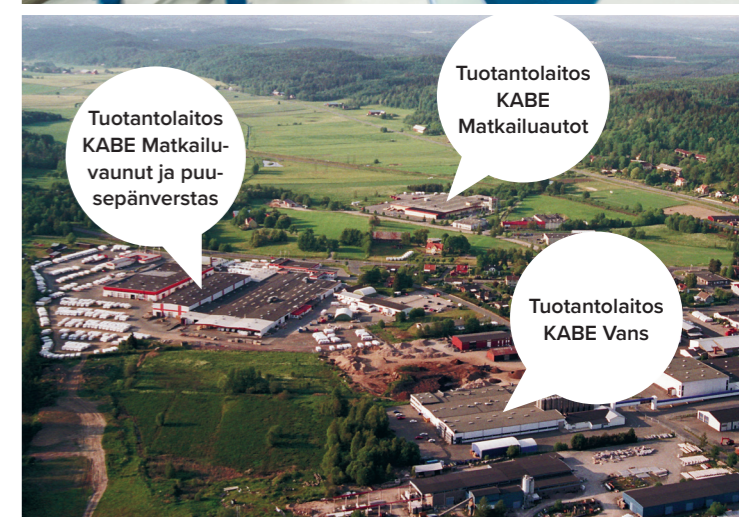 Tuotantolaitos
KABE Matkailu-
vaunut ja puu-
sepänverstas
Tuotantolaitos
KABE
Matkailuautot
Tuotantolaitos
KABE Vans